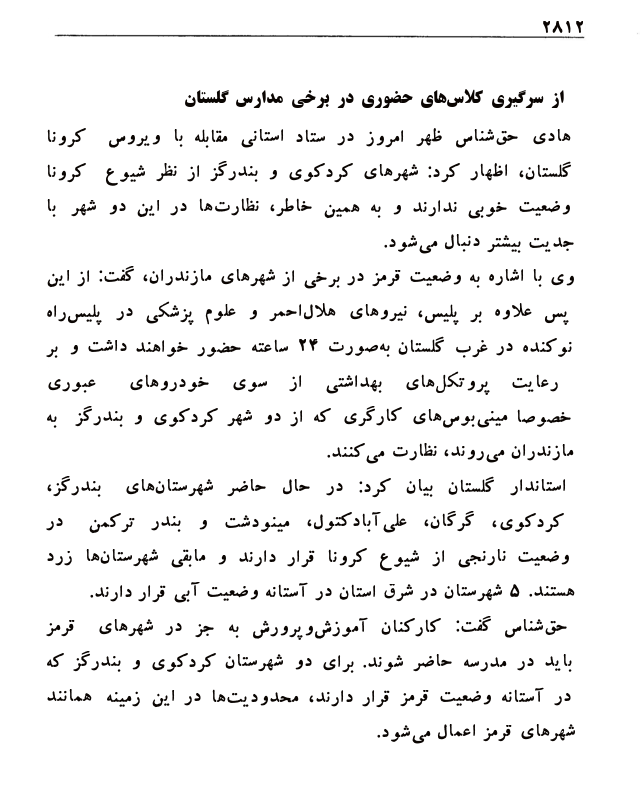 ۲۸۱۲
از سرگیری کلاس‌های حضوری در برخی مدارس گلستان
هادی حق‌شناس ظهر امروز در ستاد استانی مقابله با ویروس کرونا
گلستان، اظهار کرد: شهرهای کردکوی و بندرگز از نظر شیوع کرونا
وضعیت خوبی ندارند و به همین خاطر، نظارت‌ها در این دو شهر با
جدیت بیشتر دنبال می‌شود.
وی با اشاره به وضعیت قرمز در برخی از شهرهای مازندران، گفت: از این
پس علاوه بر پلیس، نیروهای هلال‌احمر و علوم پزشکی در پلیس‌راه
نوکنده در غرب گلستان به‌صورت ۲۴ ساعته حضور خواهند داشت و بر
رعایت پروتکل‌های بهداشتی از سوی خودروهای عبوری
خصوصا مینی‌بوس‌های کارگری که از دو شهر کردکوی و بندرگز به
مازندران می‌روند، نظارت می‌کنند.
استاندار گلستان بیان کرد: در حال حاضر شهرستان‌های بندرگز،
کردکوی، گرگان، علی‌آبادکتول، مینودشت و بندر ترکمن در
وضعیت نارنجی از شیوع کرونا قرار دارند و مابقی شهرستان‌ها زرد
هستند. ۵ شهرستان در شرق استان در آستانه وضعیت آبی قرار دارند.
حق‌شناس گفت: کارکنان آموزش‌وپرورش به جز در شهرهای قرمز
باید در مدرسه حاضر شوند. برای دو شهرستان کردکوی و بندرگز که
در آستانه وضعیت قرمز قرار دارند، محدودیت‌ها در این زمینه همانند
شهرهای قرمز اعمال می‌شود.